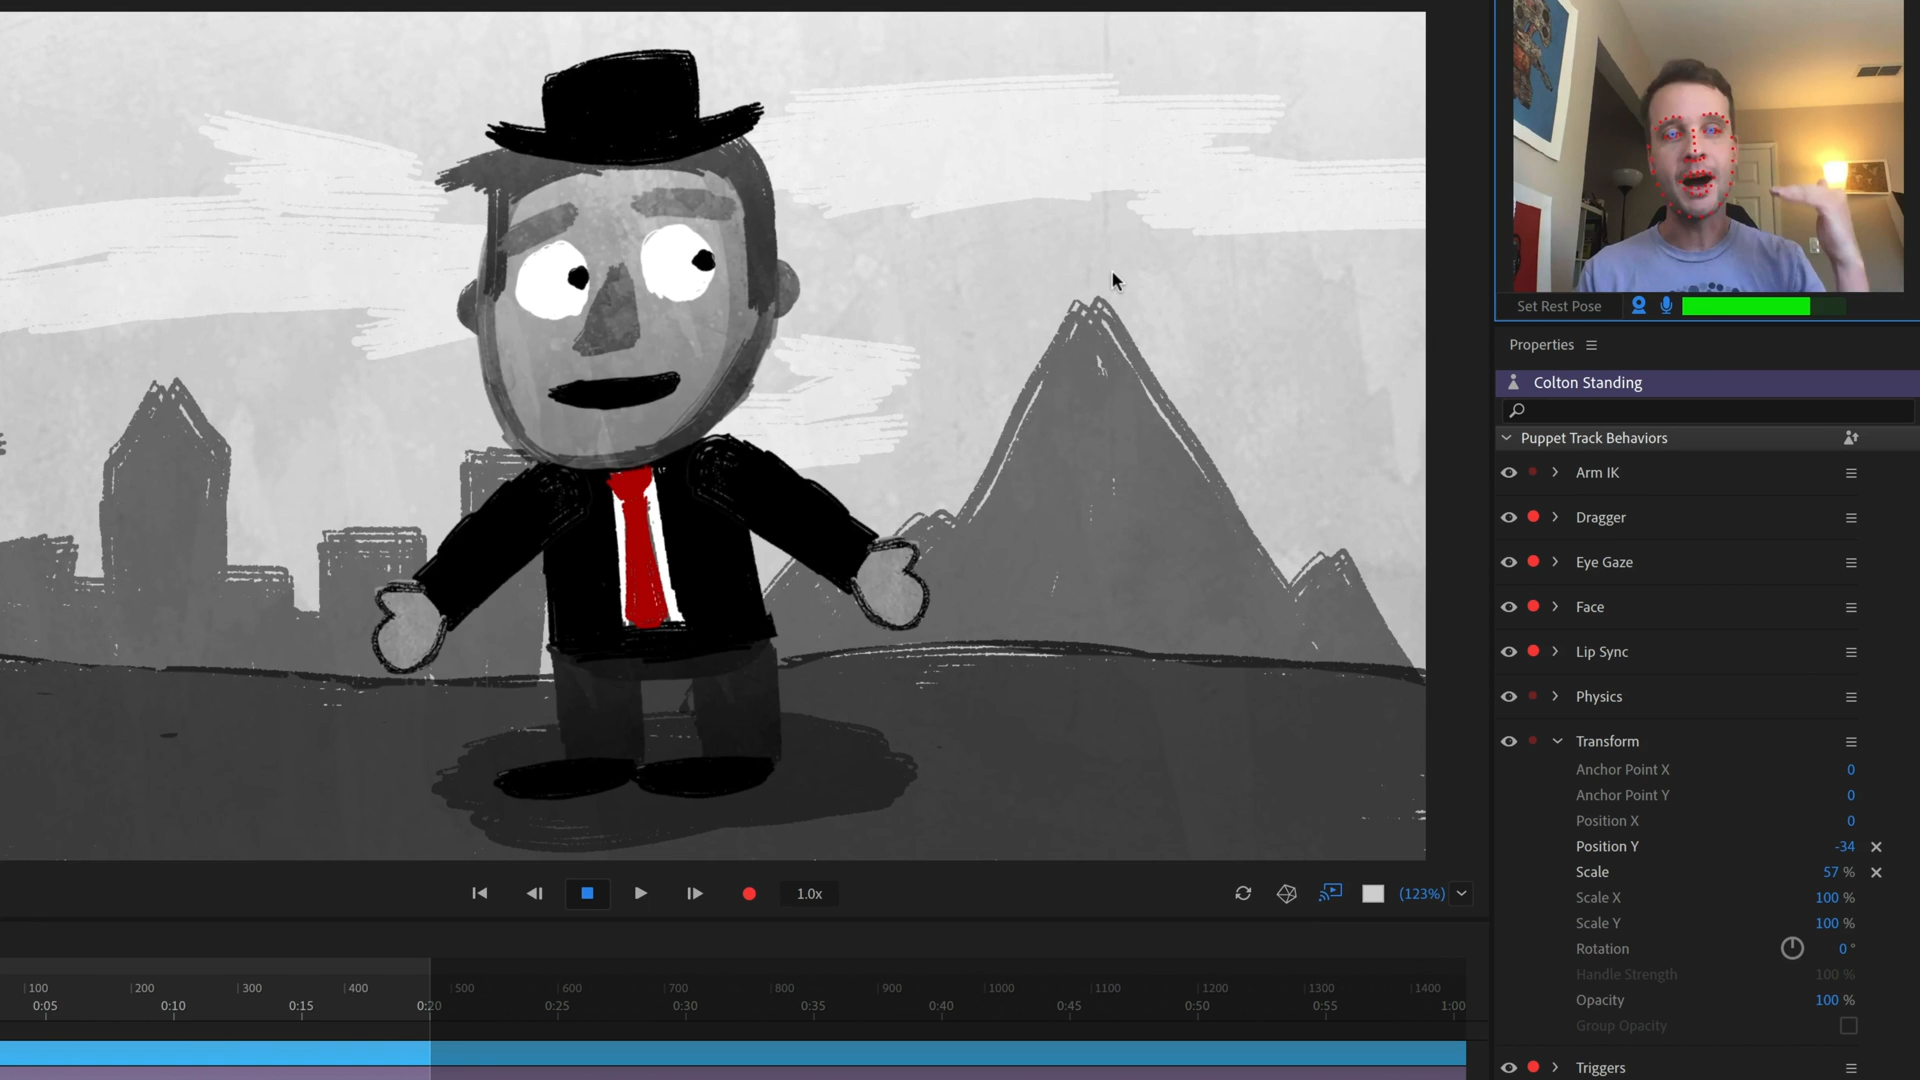 Set Rest Pose
Properties
Colton Standing
Puppet Track Behaviors
Arm IK
Dragger
Eye Gaze
Face
Lip Sync
Physics
Transform
Anchor Point X 0
Anchor Point Y 0
Position X 0
Position Y -34
Scale 57 %
Scale X 100 %
Scale Y 100 %
Rotation 0 °
Handle Strength 100 %
Opacity 100 %
Group Opacity
Triggers
1.0x (123%)
100 200 300 400 500 600 700 800 900 1000 1100 1200 1300 1400
0:05 0:10 0:15 0:20 0:25 0:30 0:35 0:40 0:45 0:50 0:55 1:00